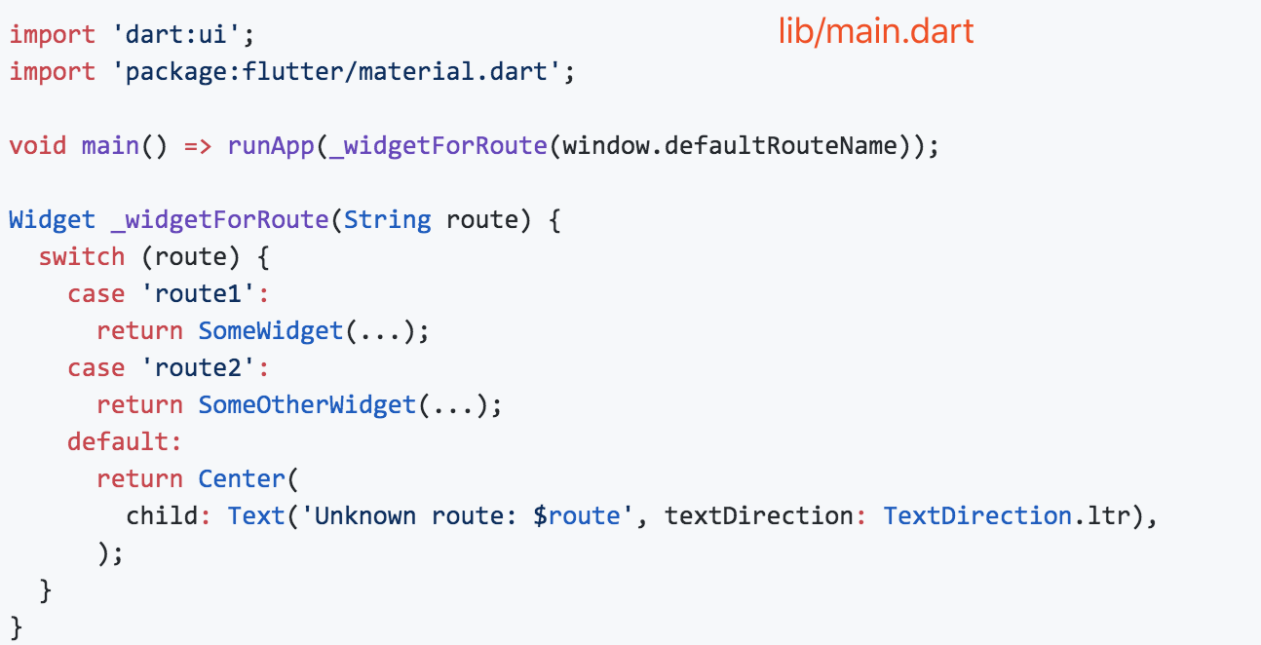 lib/main.dart
import 'dart:ui';
import 'package:flutter/material.dart';

void main() => runApp(_widgetForRoute(window.defaultRouteName));

Widget _widgetForRoute(String route) {
  switch (route) {
    case 'route1':
      return SomeWidget(...);
    case 'route2':
      return SomeOtherWidget(...);
    default:
      return Center(
        child: Text('Unknown route: $route', textDirection: TextDirection.ltr),
      );
  }
}